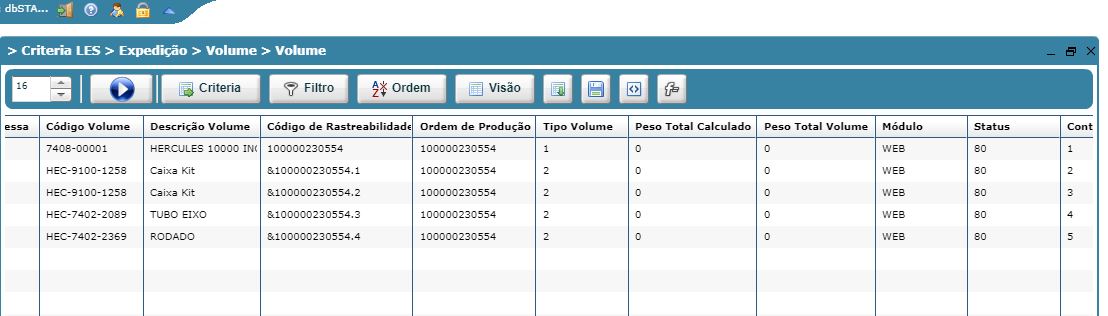 dbSTA...
> Criteria LES > Expedição > Volume > Volume
16 Criteria Filtro Ordem Visão
essa Código Volume Descrição Volume Código de Rastreabilidade Ordem de Produção Tipo Volume Peso Total Calculado Peso Total Volume Módulo Status Cont
7408-00001 HERCULES 10000 INC 100000230554 100000230554 1 0 0 WEB 80 1
HEC-9100-1258 Caixa Kit &100000230554.1 100000230554 2 0 0 WEB 80 2
HEC-9100-1258 Caixa Kit &100000230554.2 100000230554 2 0 0 WEB 80 3
HEC-7402-2089 TUBO EIXO &100000230554.3 100000230554 2 0 0 WEB 80 4
HEC-7402-2369 RODADO &100000230554.4 100000230554 2 0 0 WEB 80 5